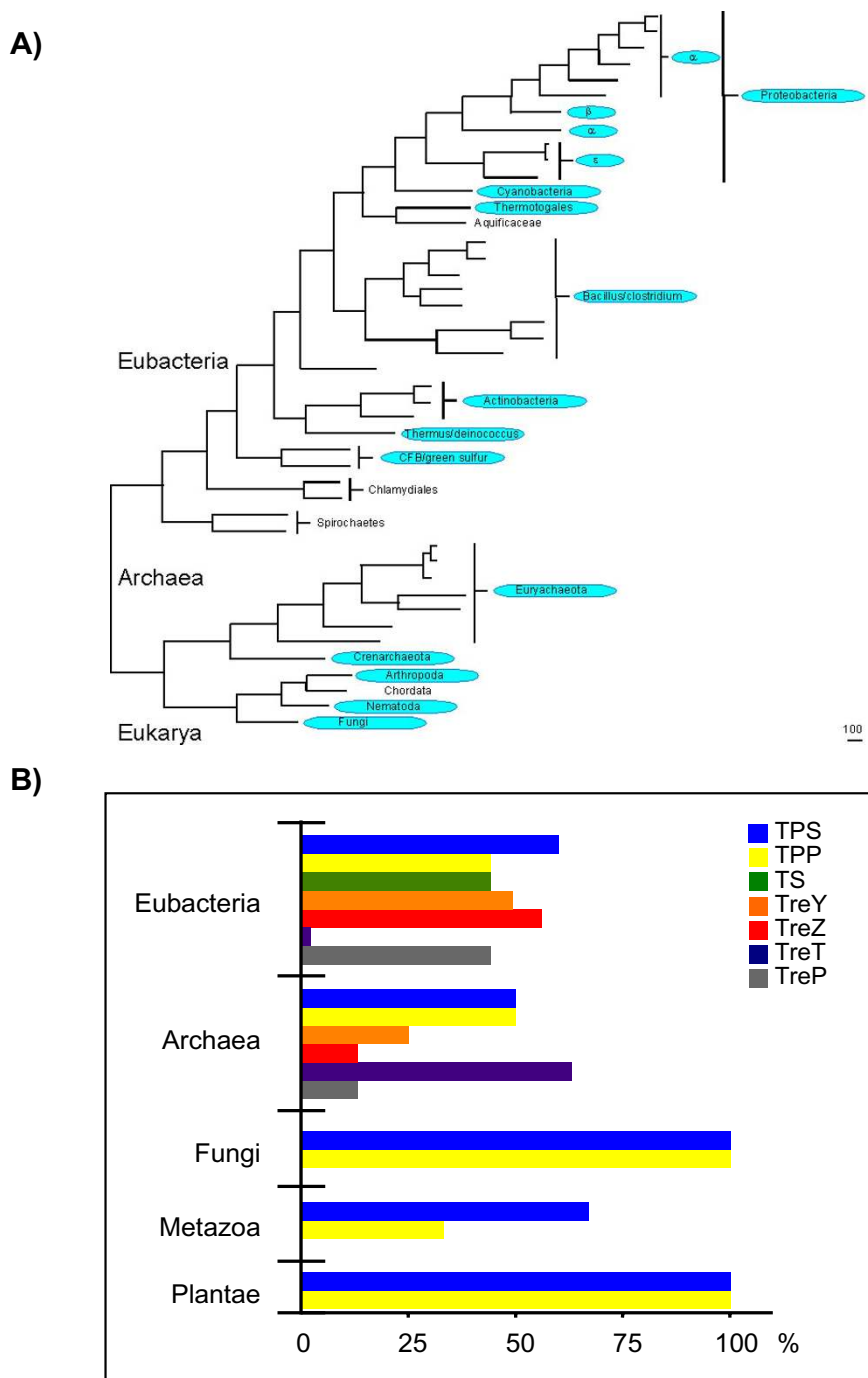 A)
α
Proteobacteria
β
α
ε
Cyanobacteria
Thermotogales
Aquificaceae
Bacillus/clostridium
Eubacteria
Actinobacteria
Thermus/deinococcus
CFB/green sulfur
Chlamydiales
Spirochaetes
Archaea
Euryachaeota
Crenarchaeota
Arthropoda
Chordata
Nematoda
Fungi
Eukarya
100
B)
TPS
TPP
TS
TreY
TreZ
TreT
TreP
Eubacteria
Archaea
Fungi
Metazoa
Plantae
0 25 50 75 100 %